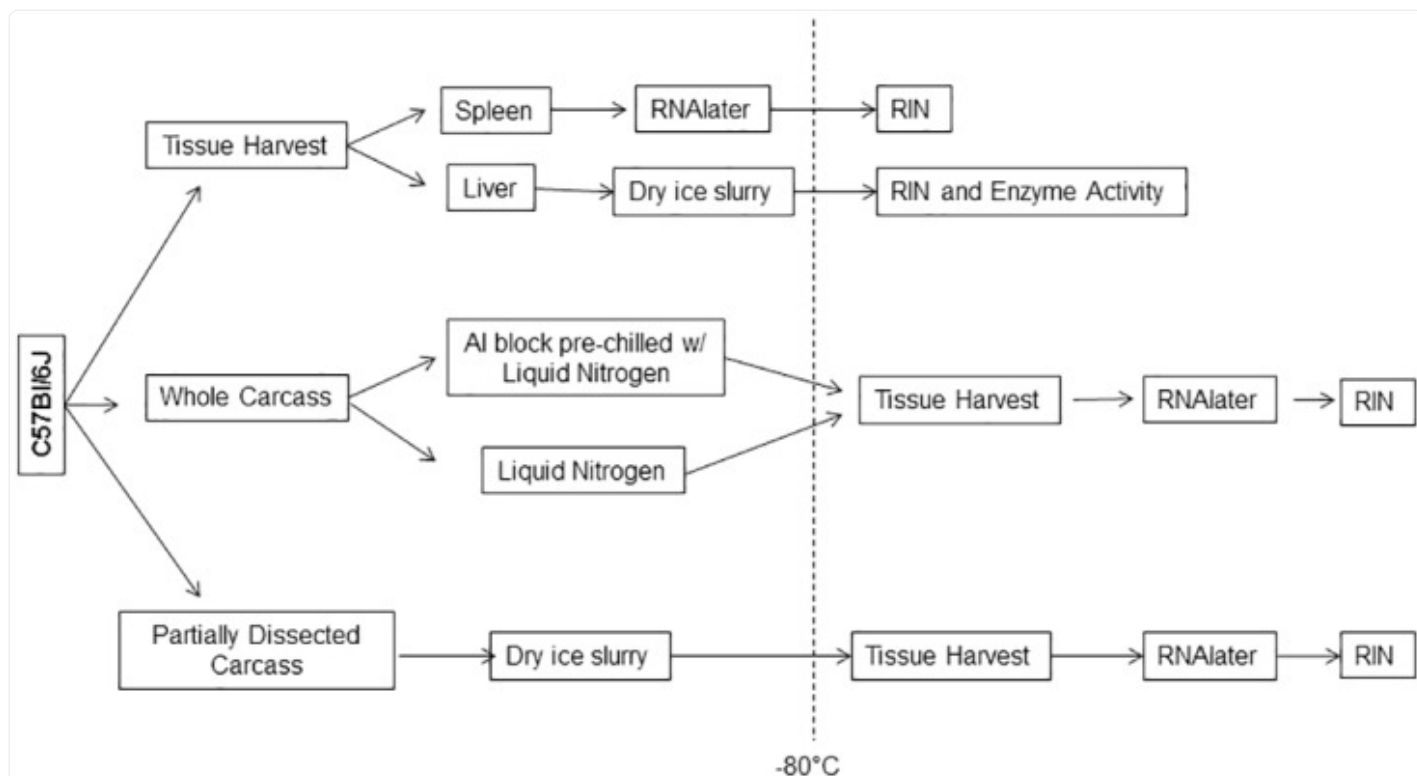 Spleen
RNAlater
RIN
Tissue Harvest
Liver
Dry ice slurry
RIN and Enzyme Activity
C57Bl/6J
Whole Carcass
Al block pre-chilled w/
Liquid Nitrogen
Liquid Nitrogen
Tissue Harvest
RNAlater
RIN
Partially Dissected
Carcass
Dry ice slurry
Tissue Harvest
RNAlater
RIN
-80°C